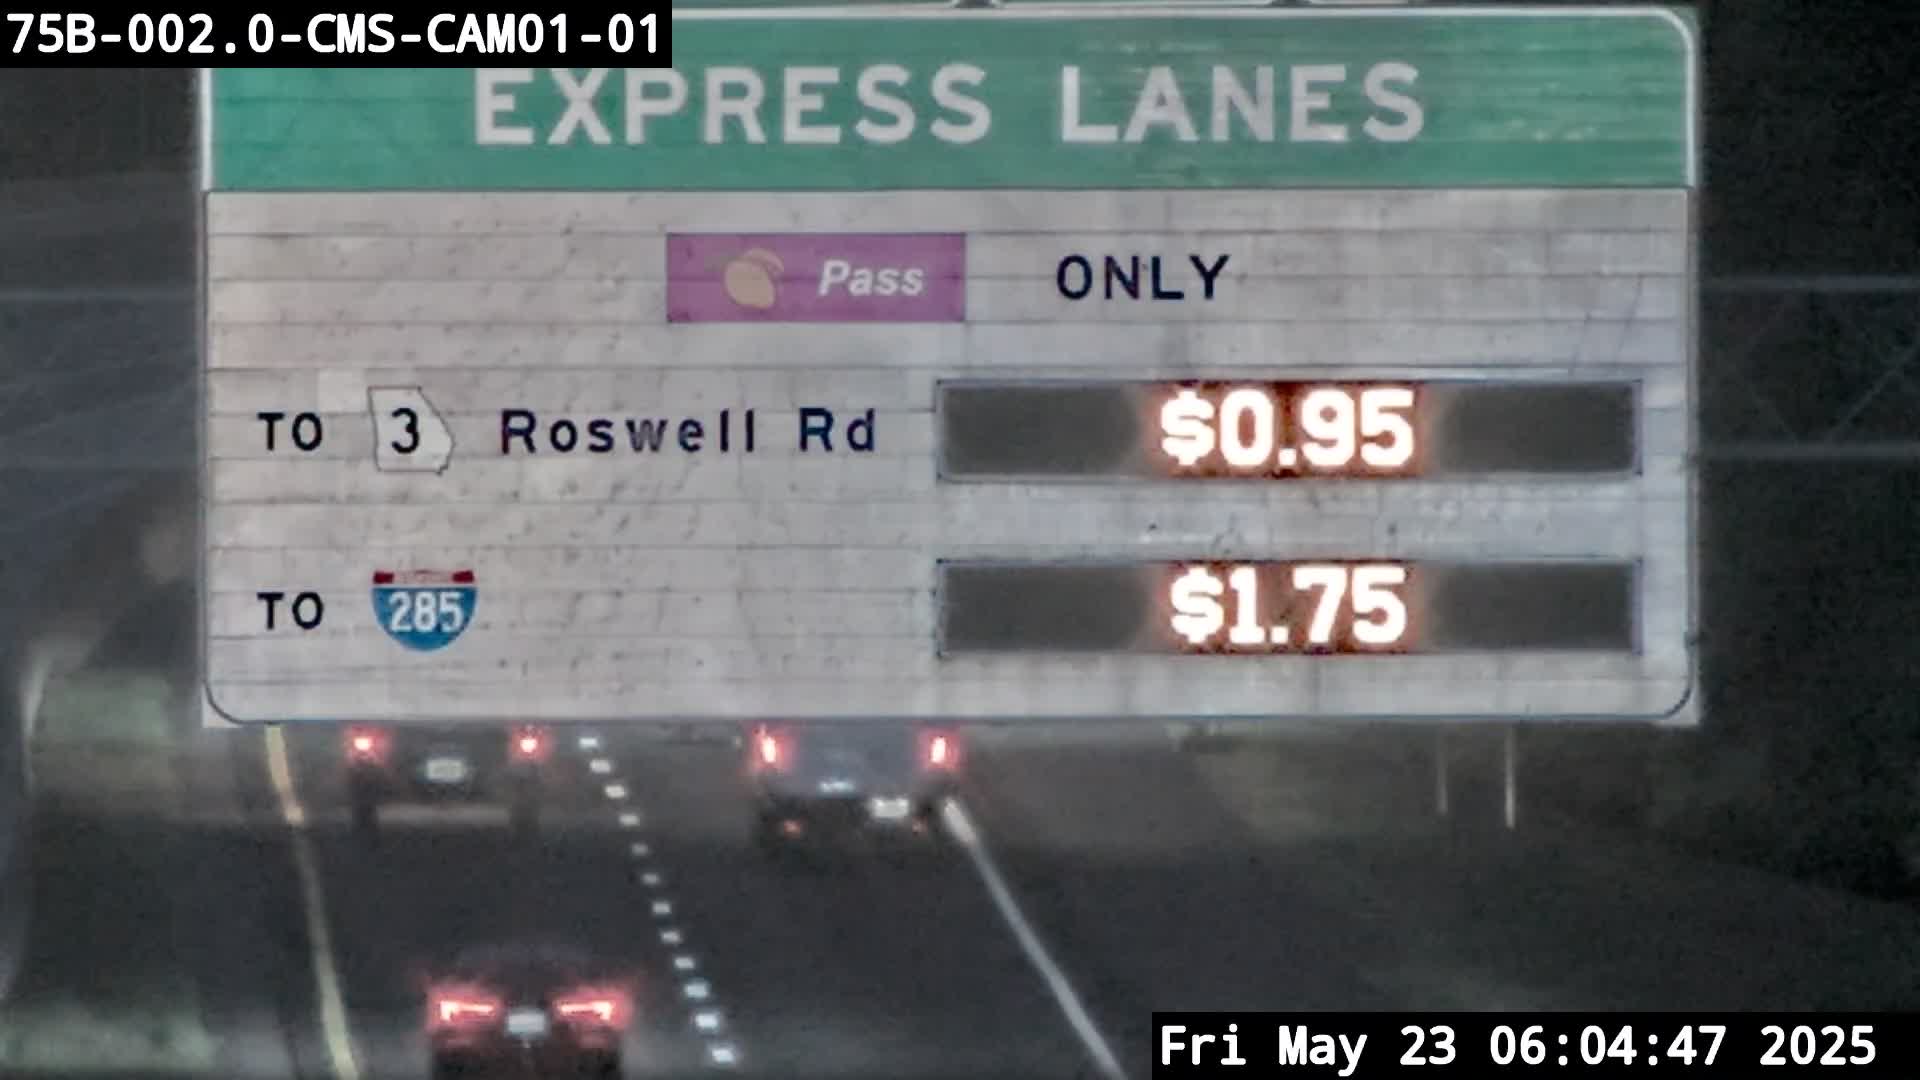 75B-002.0-CMS-CAM01-01
EXPRESS LANES
Pass ONLY
TO 3 Roswell Rd $0.95
TO 285 $1.75
Fri May 23 06:04:47 2025